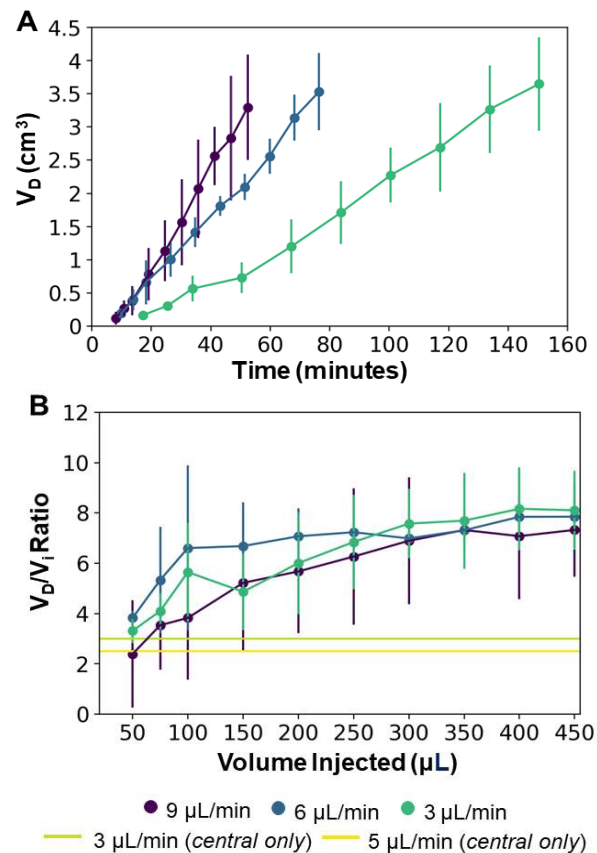 A
V_D (cm³)
4.5
4
3.5
3
2.5
2
1.5
1
0.5
0
0 20 40 60 80 100 120 140 160
Time (minutes)
B
V_D/V_i Ratio
12
10
8
6
4
2
0
50 100 150 200 250 300 350 400 450
Volume Injected (µL)
9 µL/min 6 µL/min 3 µL/min
3 µL/min (central only) 5 µL/min (central only)